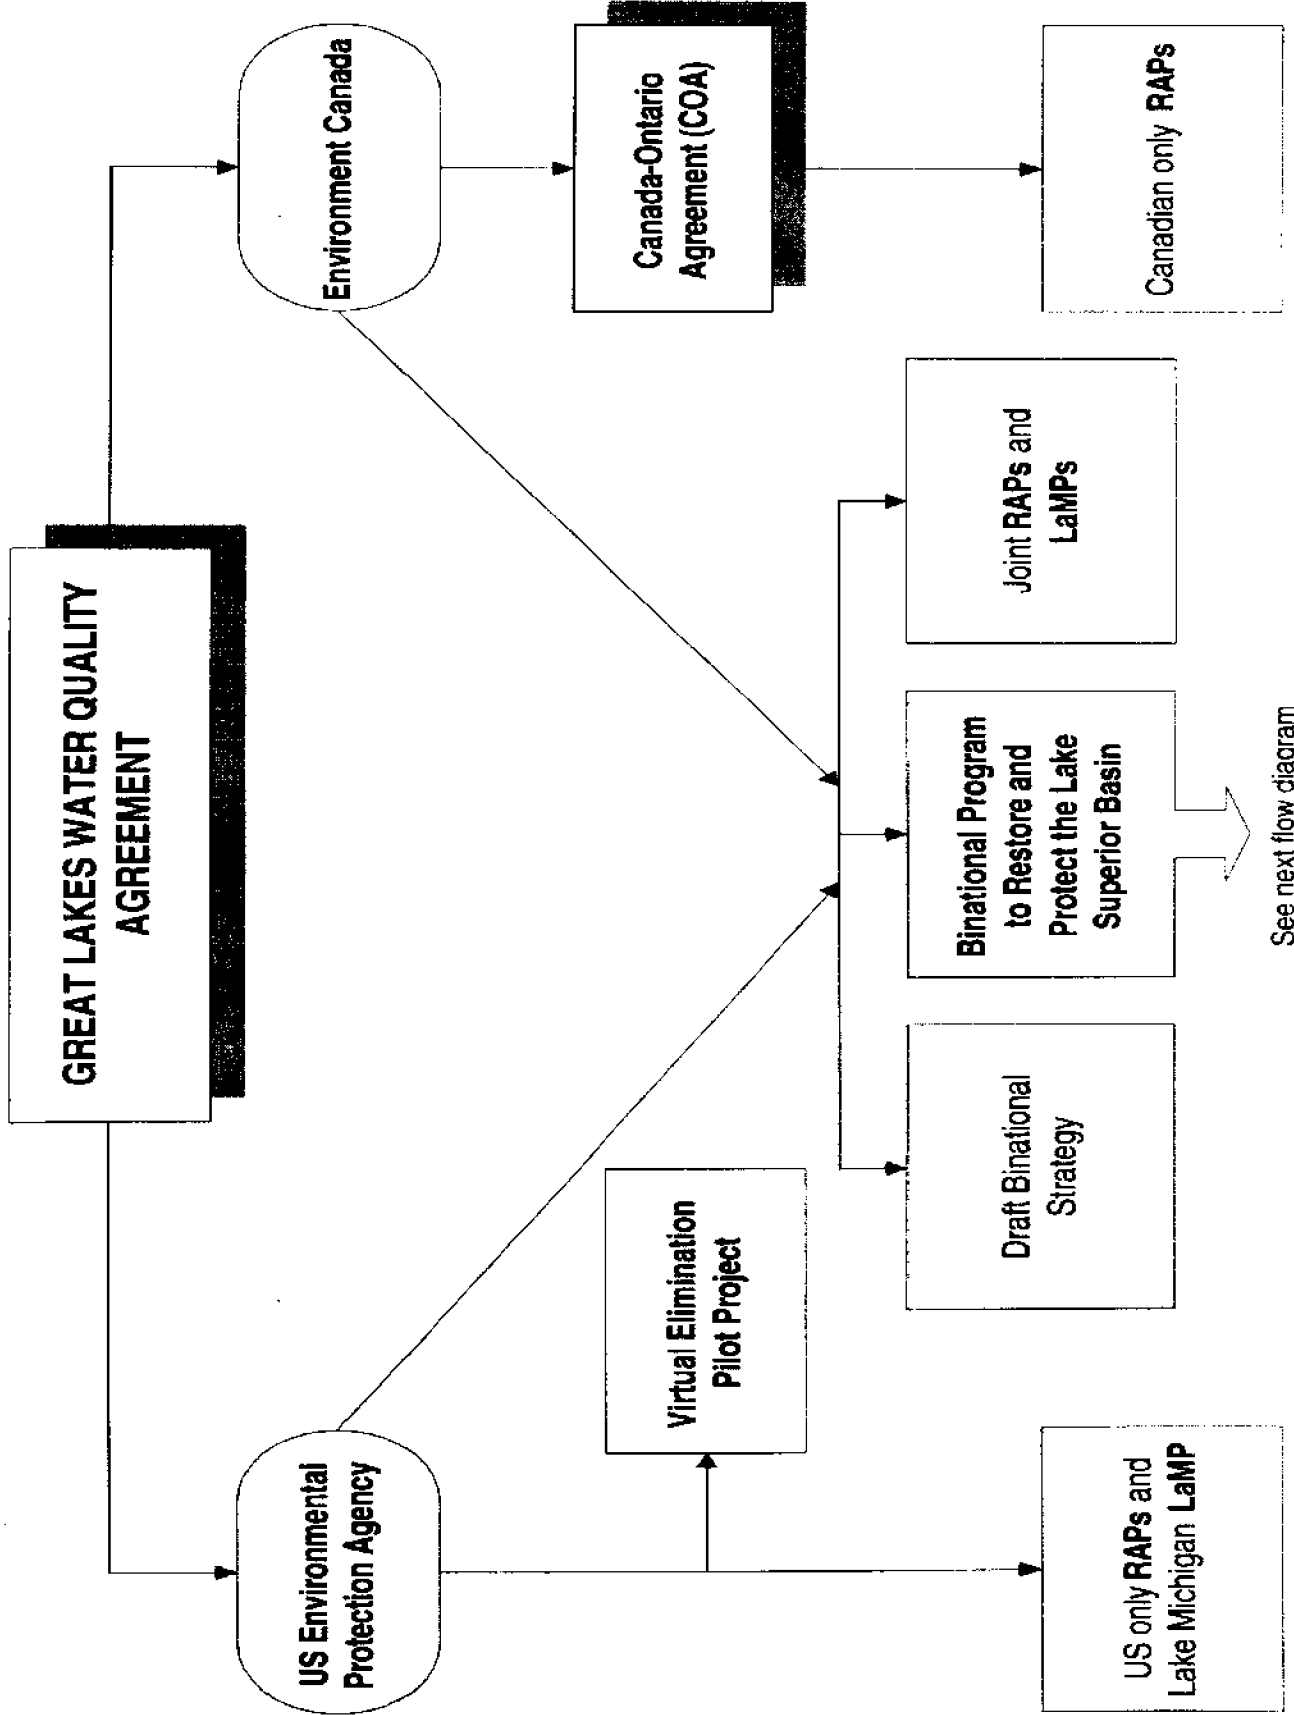 GREAT LAKES WATER QUALITY
AGREEMENT
US Environmental
Protection Agency
Environment Canada
Virtual Elimination
Pilot Project
Canada-Ontario
Agreement (COA)
Draft Binational
Strategy
Binational Program
to Restore and
Protect the Lake
Superior Basin
Joint RAPs and
LaMPs
US only RAPs and
Lake Michigan LaMP
Canadian only RAPs
See next flow diagram